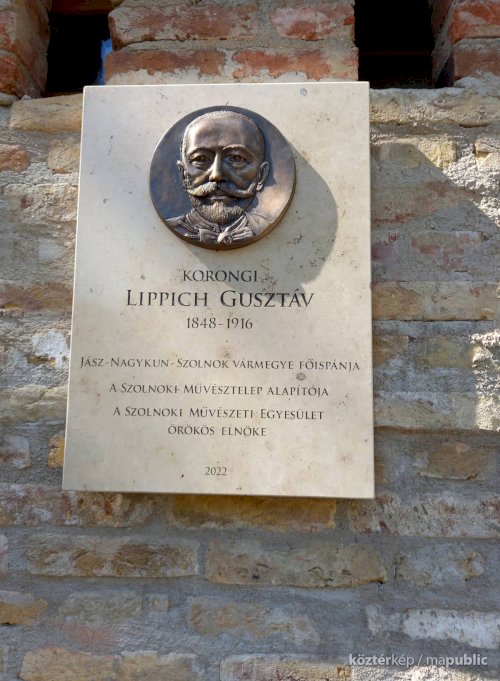 KORONGI
LIPPICH GUSZTÁV
1848-1916
JÁSZ-NAGYKUN-SZOLNOK VÁRMEGYE FŐISPÁNJA
A SZOLNOKI MŰVÉSZTELEP ALAPÍTÓJA
A SZOLNOKI MŰVÉSZETI EGYESÜLET
ÖRÖKÖS ELNÖKE
2022
köztérkép / mapublic